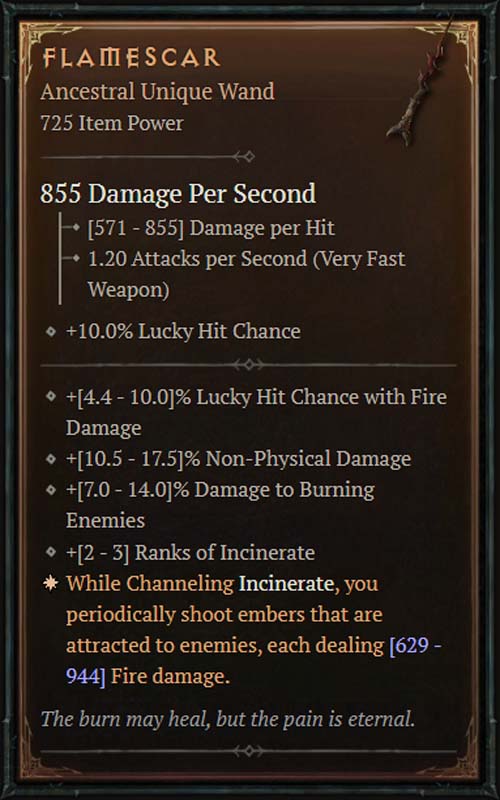 FLAMESCAR
Ancestral Unique Wand
725 Item Power
855 Damage Per Second
[571 - 855] Damage per Hit
1.20 Attacks per Second (Very Fast
Weapon)
+10.0% Lucky Hit Chance
+[4.4 - 10.0]% Lucky Hit Chance with Fire
Damage
+[10.5 - 17.5]% Non-Physical Damage
+[7.0 - 14.0]% Damage to Burning
Enemies
+[2 - 3] Ranks of Incinerate
While Channeling Incinerate, you
periodically shoot embers that are
attracted to enemies, each dealing [629 -
944] Fire damage.
The burn may heal, but the pain is eternal.